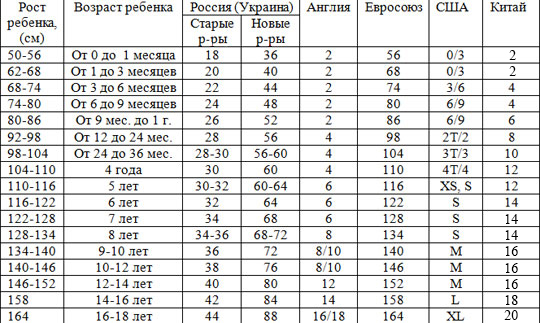 Рост ребенка, (см) Возраст ребенка Россия (Украина) Англия Евросоюз США Китай
Старые р-ры Новые р-ры
50-56 От 0 до 1 месяца 18 36 2 56 0/3 2
62-68 От 1 до 3 месяцев 20 40 2 68 0/3 2
68-74 От 3 до 6 месяцев 22 44 2 74 3/6 4
74-80 От 6 до 9 месяцев 24 48 2 80 6/9 4
80-86 От 9 мес. до 1 г. 26 52 2 86 6/9 6
92-98 От 12 до 24 мес. 28 56 4 98 2T/2 8
98-104 От 24 до 36 мес. 28-30 56-60 4 104 3T/3 10
104-110 4 года 30 60 4 110 4T/4 12
110-116 5 лет 30-32 60-64 6 116 XS, S 12
116-122 6 лет 32 64 6 122 S 14
122-128 7 лет 34 68 6 128 S 14
128-134 8 лет 34-36 68-72 8 134 S 14
134-140 9-10 лет 36 72 8/10 140 M 16
140-146 10-12 лет 38 76 8/10 146 M 16
146-152 12-14 лет 40 80 12 152 M 16
158 14-16 лет 42 84 14 158 L 18
164 16-18 лет 44 88 16/18 164 XL 20